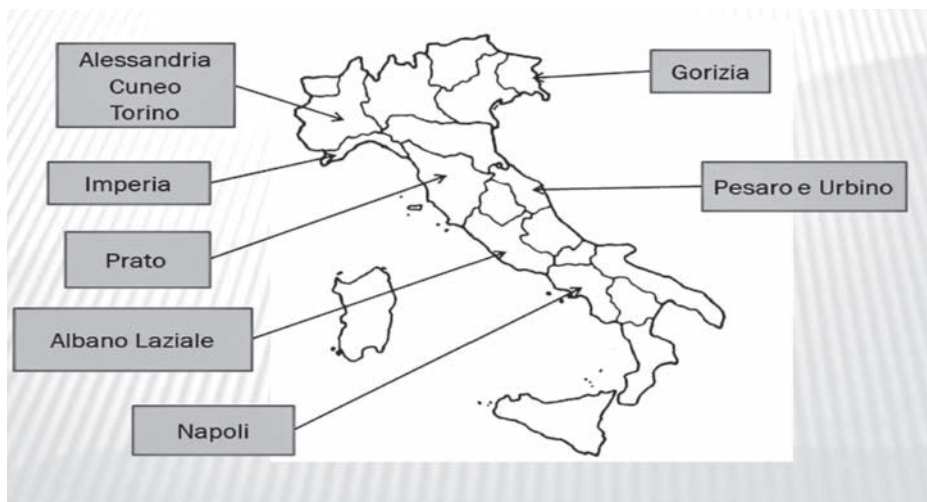 Alessandria
Cuneo
Torino
Gorizia
Imperia
Pesaro e Urbino
Prato
Albano Laziale
Napoli